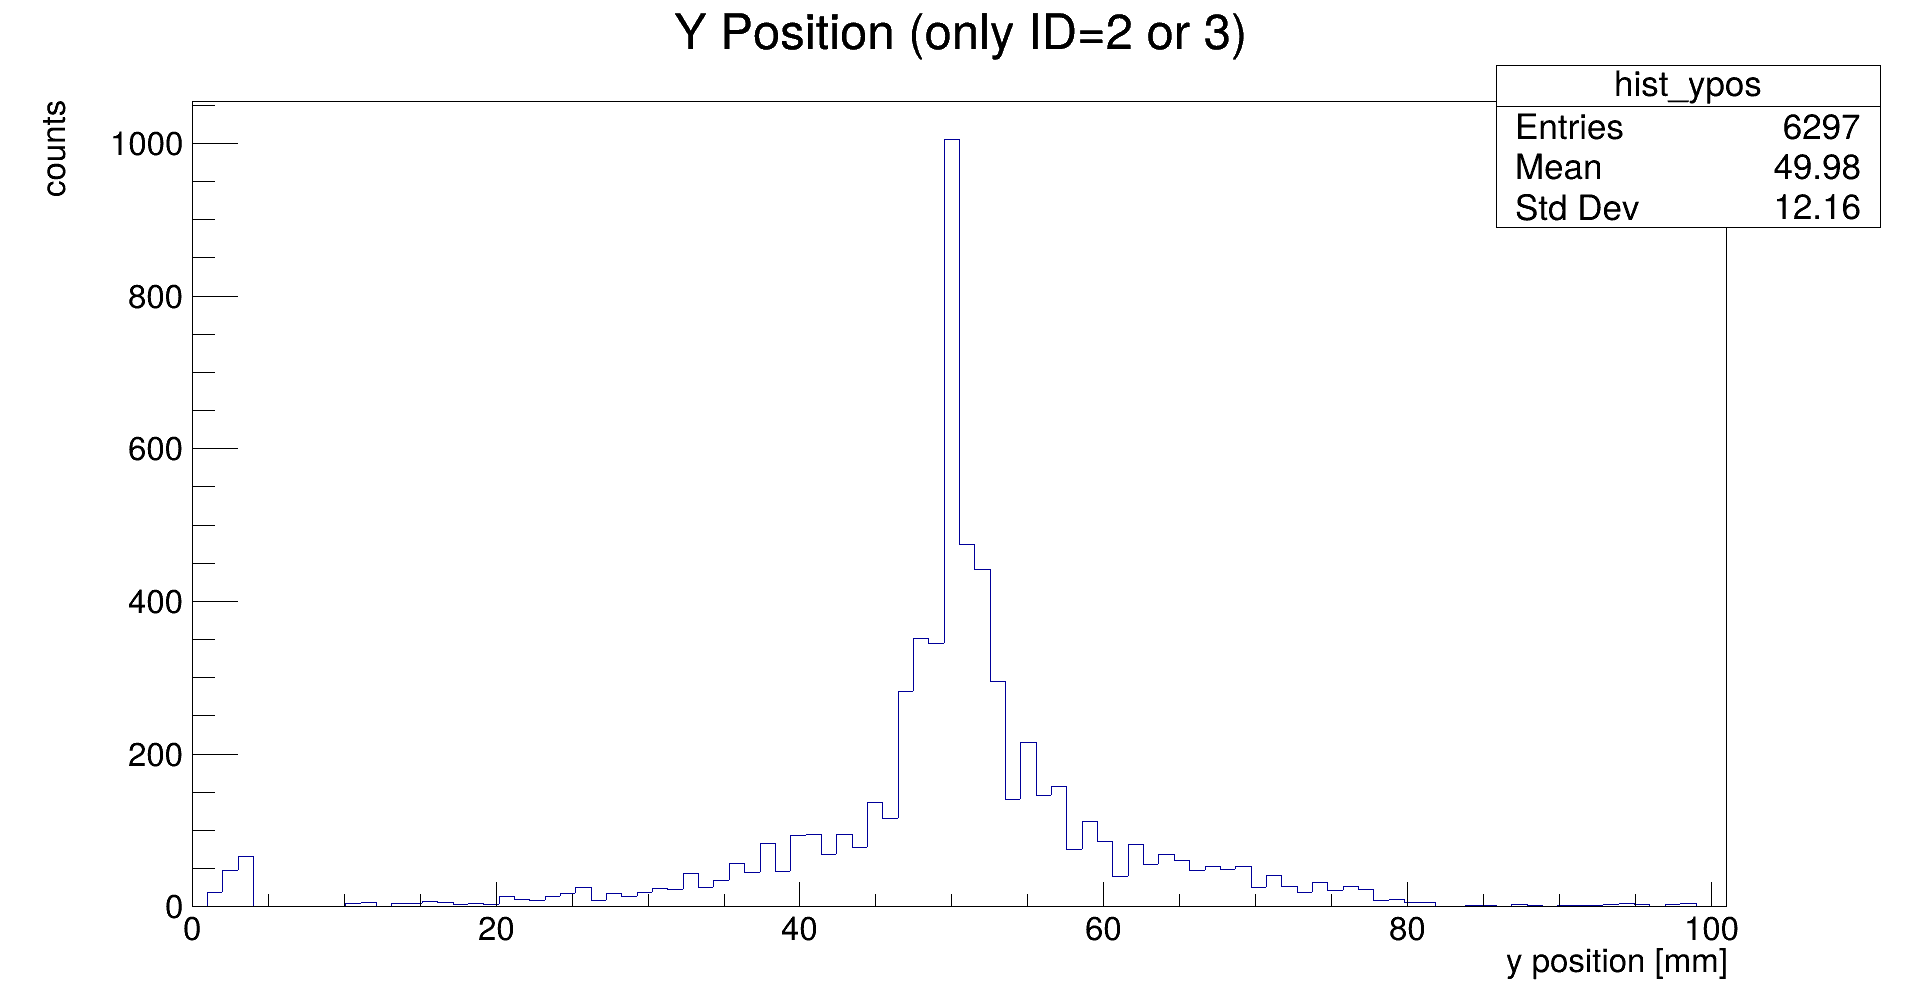 Y Position (only ID=2 or 3)
hist_ypos
Entries 6297
Mean 49.98
Std Dev 12.16
counts
1000
800
600
400
200
0
0 20 40 60 80 100
y position [mm]